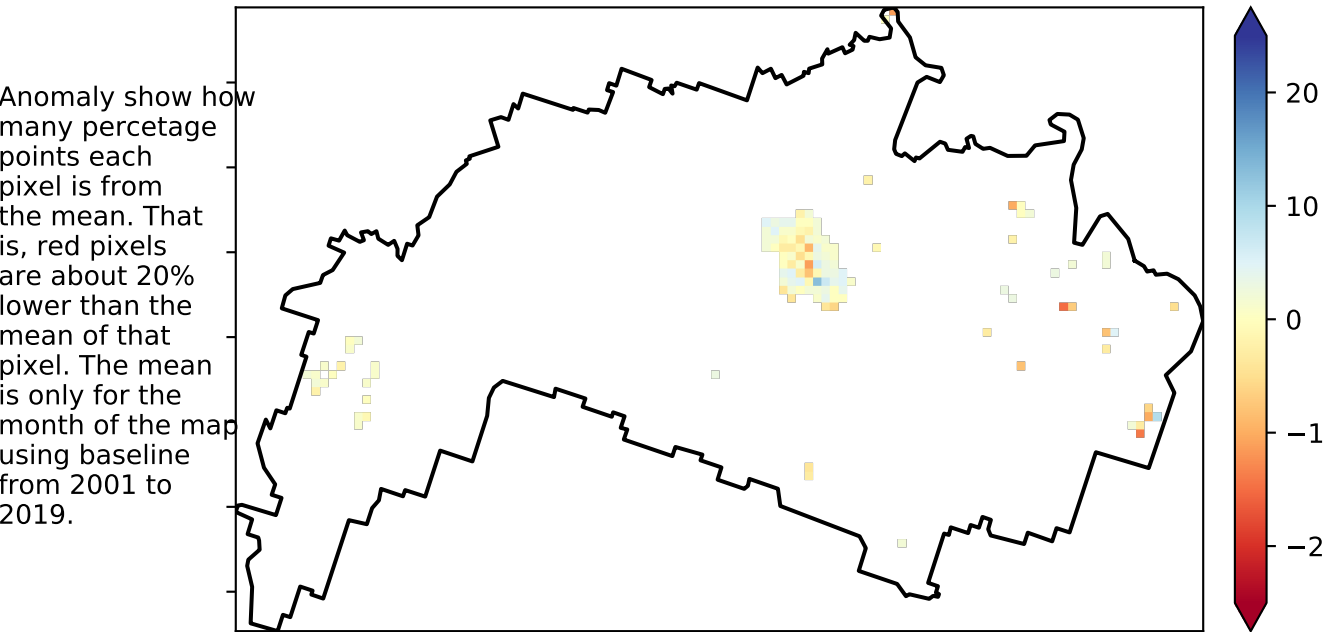 Anomaly show how
many percetage
points each
pixel is from
the mean. That
is, red pixels
are about 20%
lower than the
mean of that
pixel. The mean
is only for the
month of the map
using baseline
from 2001 to
2019.
20
10
0
−1
−2